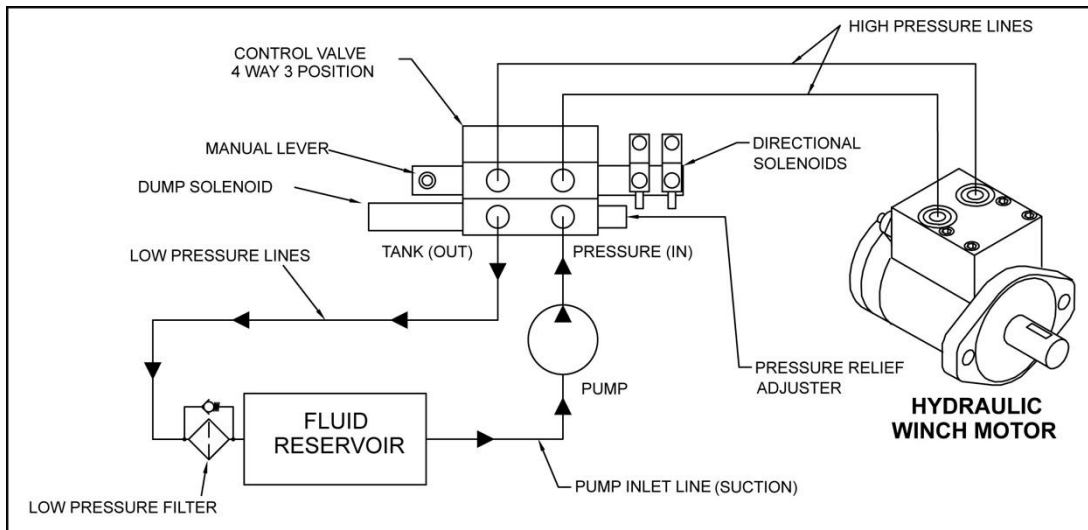 HIGH PRESSURE LINES
CONTROL VALVE
4 WAY 3 POSITION
MANUAL LEVER
DIRECTIONAL
SOLENOIDS
DUMP SOLENOID
TANK (OUT)
PRESSURE (IN)
LOW PRESSURE LINES
PUMP
PRESSURE RELIEF
ADJUSTER
HYDRAULIC
WINCH MOTOR
FLUID
RESERVOIR
PUMP INLET LINE (SUCTION)
LOW PRESSURE FILTER